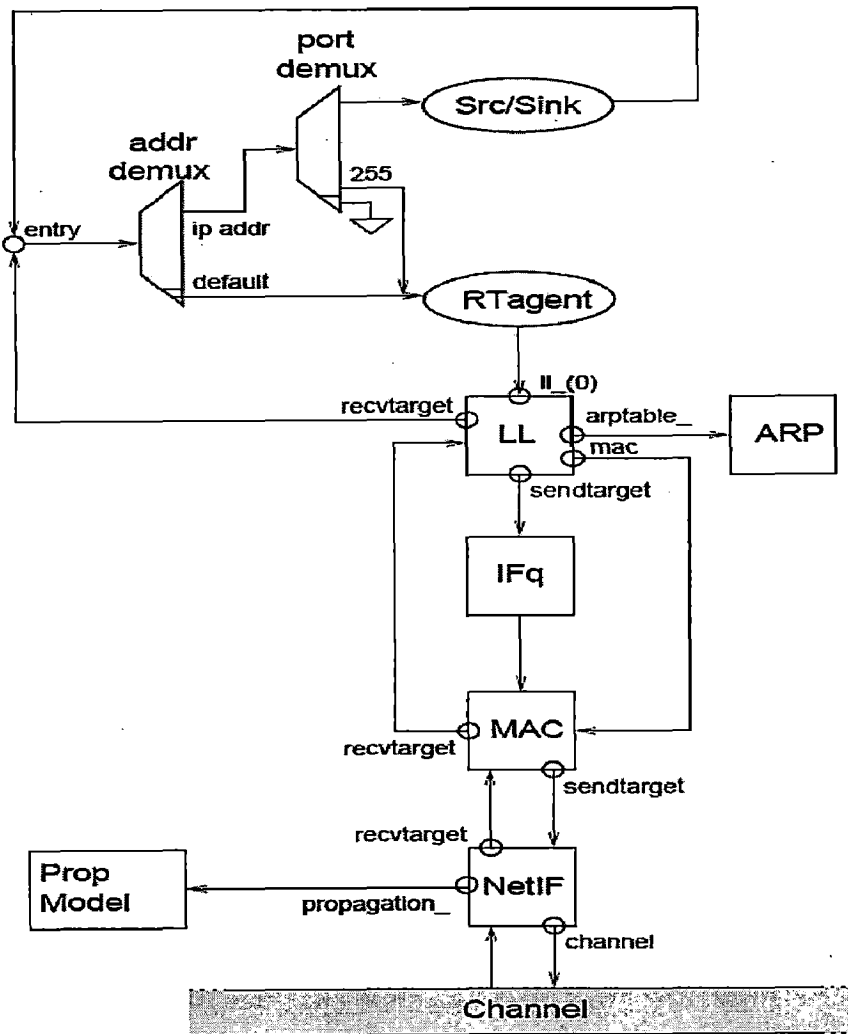 port
demux
Src/Sink
addr
demux
255
entry
ip addr
default
RTagent
ll_(0)
recvtarget
arptable_
LL
ARP
mac
sendtarget
IFq
MAC
recvtarget
sendtarget
recvtarget
Prop
Model
NetIF
propagation_
channel
Channel